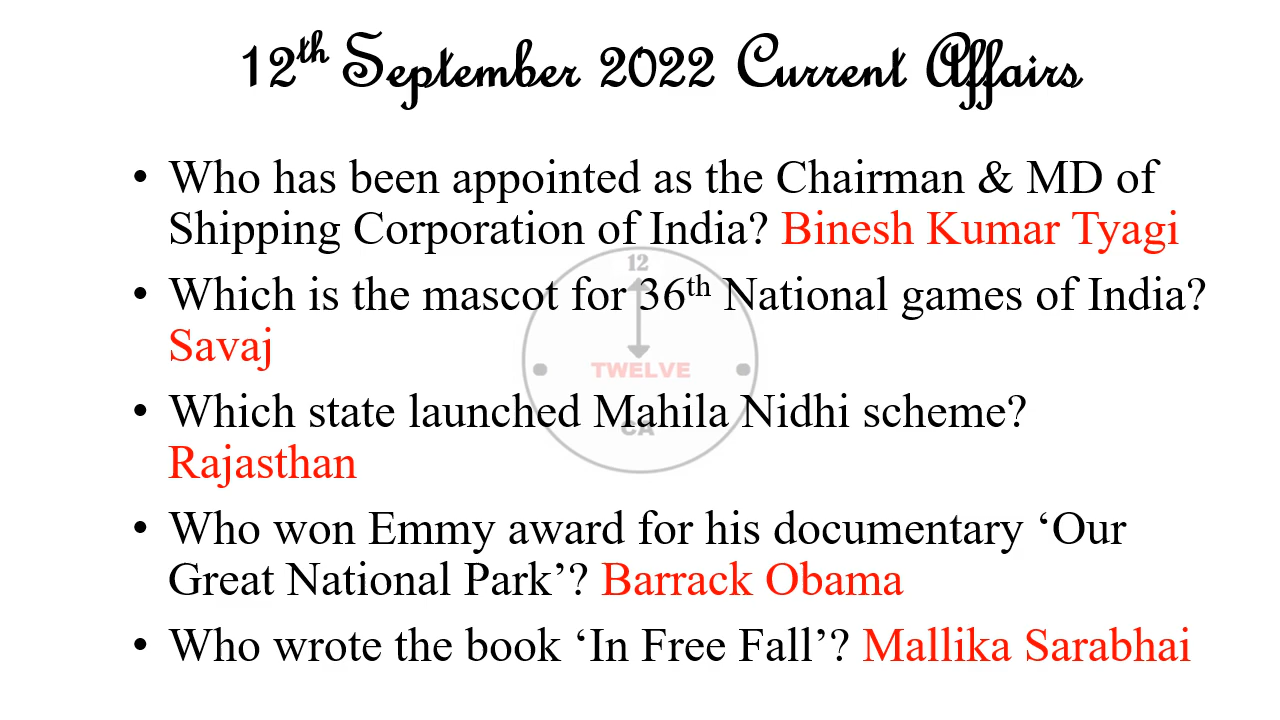 12th September 2022 Current Affairs
• Who has been appointed as the Chairman & MD of
Shipping Corporation of India? Binesh Kumar Tyagi
• Which is the mascot for 36th National games of India?
Savaj
• Which state launched Mahila Nidhi scheme?
Rajasthan
• Who won Emmy award for his documentary ‘Our
Great National Park’? Barrack Obama
• Who wrote the book ‘In Free Fall’? Mallika Sarabhai
12
TWELVE
CA